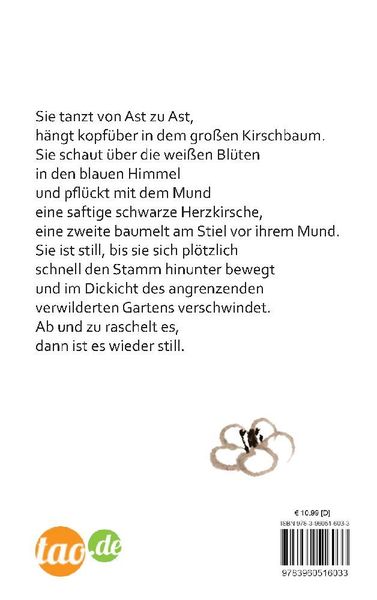 Sie tanzt von Ast zu Ast,
hängt kopfüber in dem großen Kirschbaum.
Sie schaut über die weißen Blüten
in den blauen Himmel
und pflückt mit dem Mund
eine saftige schwarze Herzkirsche,
eine zweite baumelt am Stiel vor ihrem Mund.
Sie ist still, bis sie sich plötzlich
schnell den Stamm hinunter bewegt
und im Dickicht des angrenzenden
verwilderten Gartens verschwindet.
Ab und zu raschelt es,
dann ist es wieder still.
€ 10,99 [D]
ISBN 978-3-96051-603-3
tao.de
9783960516033